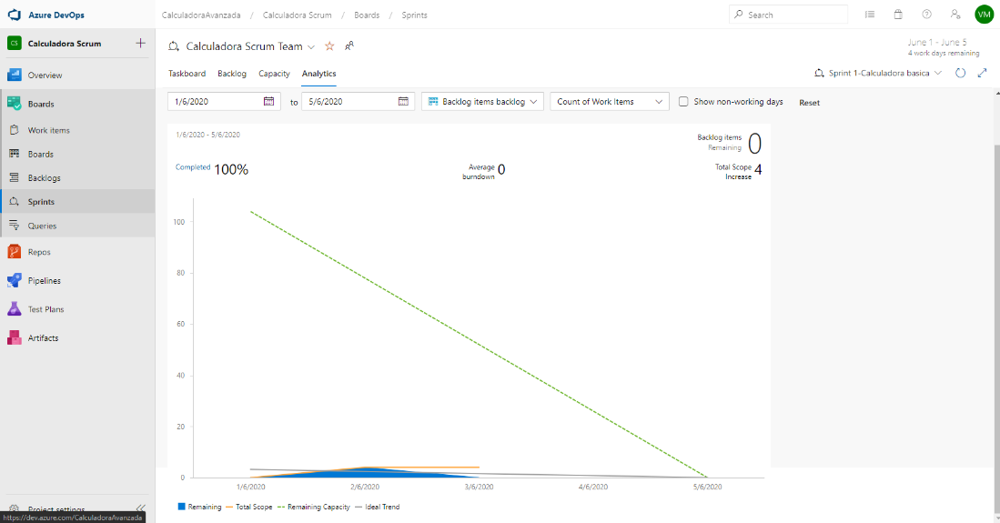 Azure DevOps
CalculadoraAvanzada / Calculadora Scrum / Boards / Sprints
Search
VM
CS Calculadora Scrum
Overview
Boards
Work items
Boards
Backlogs
Sprints
Queries
Repos
Pipelines
Test Plans
Artifacts
Project settings
https://dev.azure.com/CalculadoraAvanzada
Calculadora Scrum Team
June 1 - June 5
4 work days remaining
Taskboard Backlog Capacity Analytics
Sprint 1-Calculadora basica
1/6/2020 to 5/6/2020 Backlog items backlog Count of Work Items Show non-working days Reset
1/6/2020 - 5/6/2020
Backlog items
Remaining
0
Completed 100%
Average
burndown
0
Total Scope
Increase
4
100
80
60
40
20
0
1/6/2020 2/6/2020 3/6/2020 4/6/2020 5/6/2020
Remaining Total Scope Remaining Capacity Ideal Trend